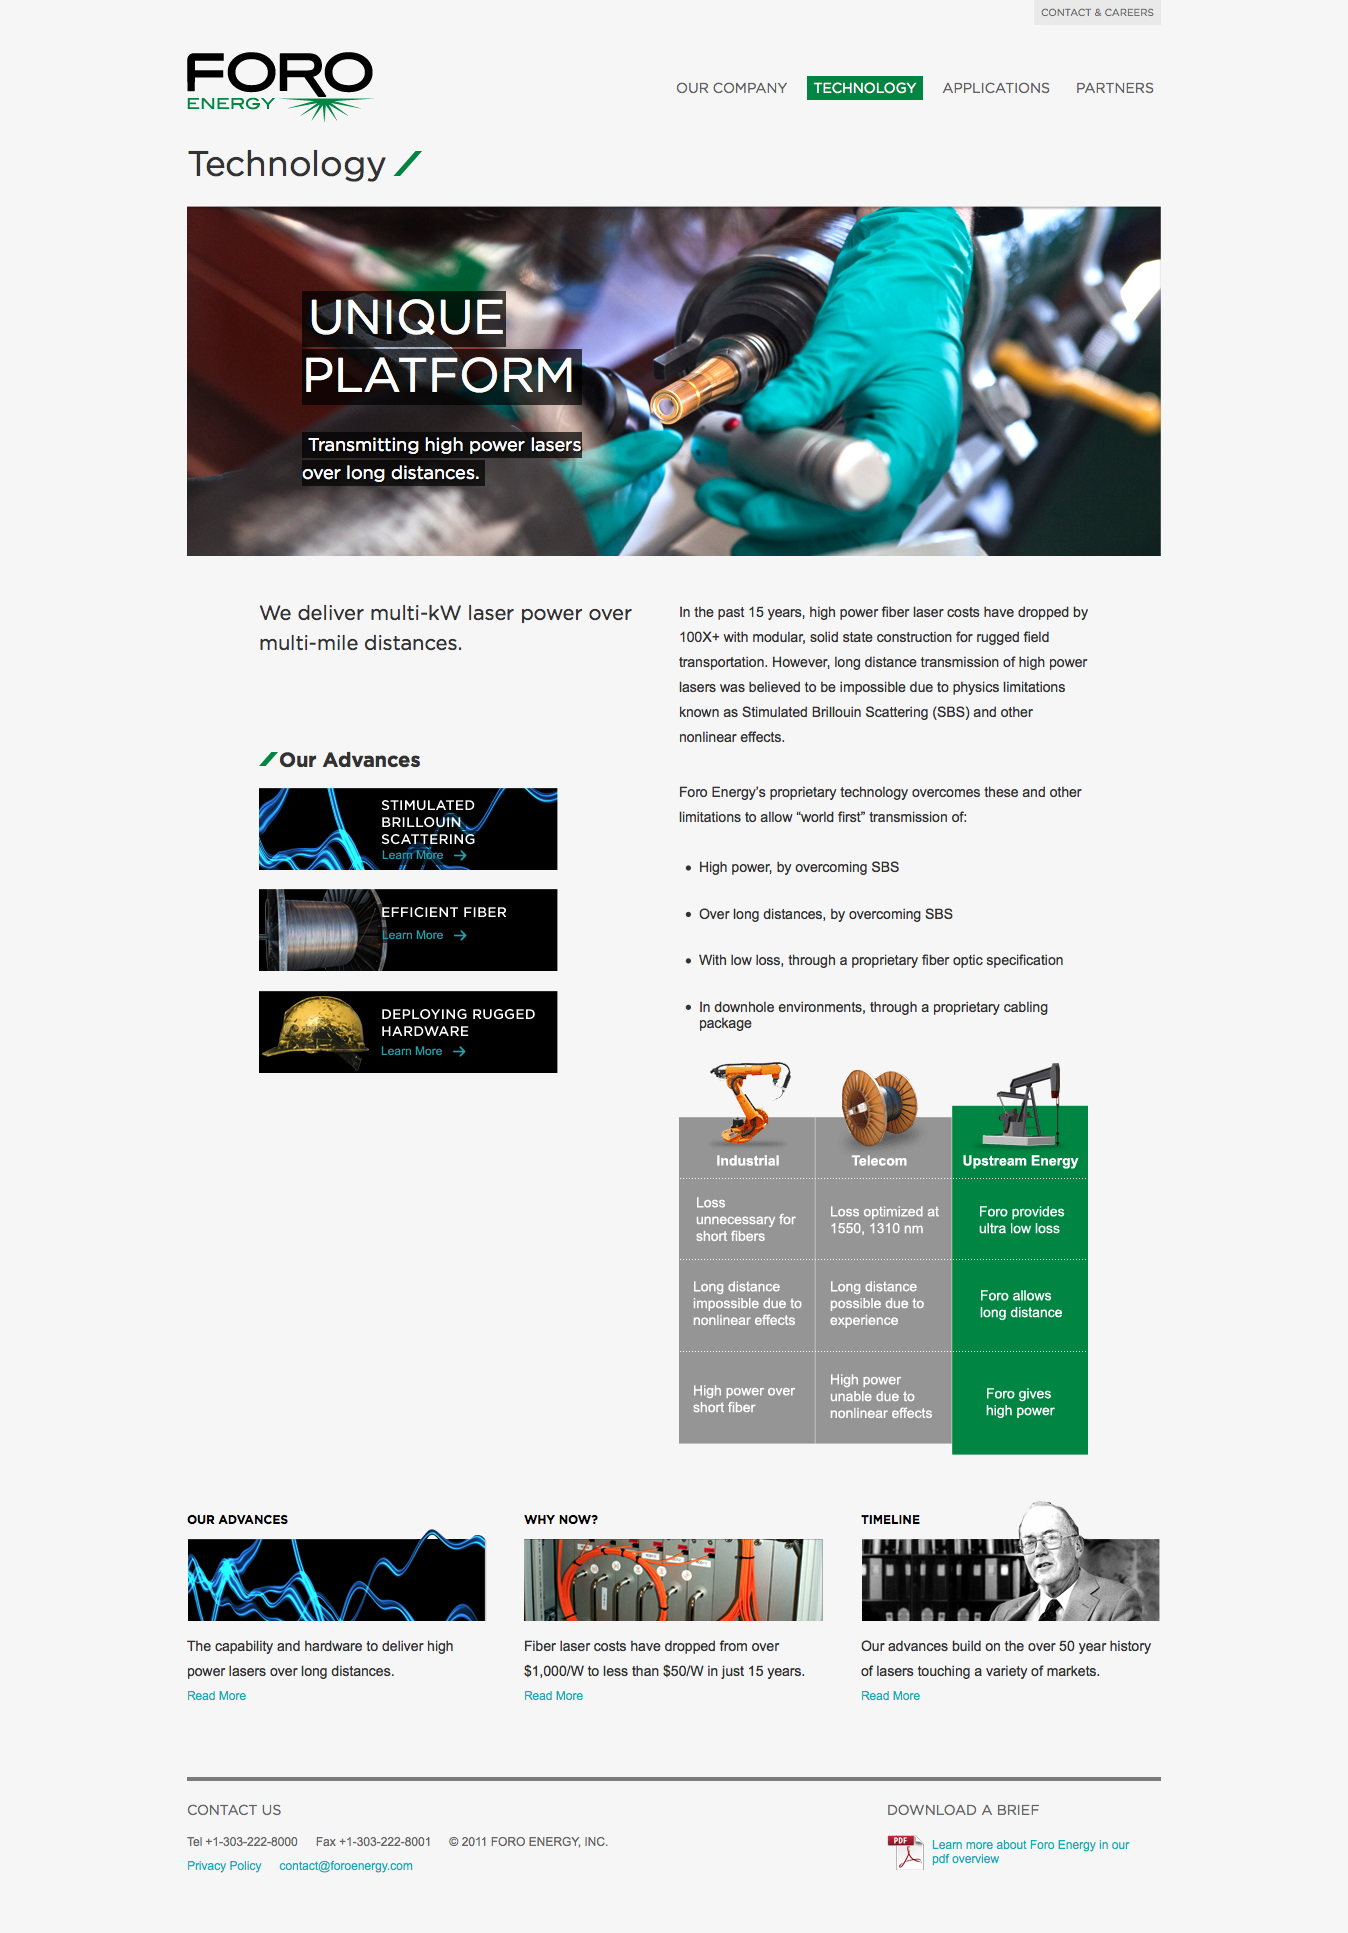 CONTACT & CAREERS
FORO
ENERGY
OUR COMPANY
TECHNOLOGY
APPLICATIONS
PARTNERS
Technology
UNIQUE
PLATFORM
Transmitting high power lasers
over long distances.
We deliver multi-kW laser power over
multi-mile distances.
Our Advances
STIMULATED
BRILLOUIN
SCATTERING
Learn More
EFFICIENT FIBER
Learn More
DEPLOYING RUGGED
HARDWARE
Learn More
In the past 15 years, high power fiber laser costs have dropped by
100X+ with modular, solid state construction for rugged field
transportation. However, long distance transmission of high power
lasers was believed to be impossible due to physics limitations
known as Stimulated Brillouin Scattering (SBS) and other
nonlinear effects.
Foro Energy's proprietary technology overcomes these and other
limitations to allow “world first” transmission of:
• High power, by overcoming SBS
• Over long distances, by overcoming SBS
• With low loss, through a proprietary fiber optic specification
• In downhole environments, through a proprietary cabling
package
Industrial
Telecom
Upstream Energy
Loss
unnecessary for
short fibers
Loss optimized at
1550, 1310 nm
Foro provides
ultra low loss
Long distance
impossible due to
nonlinear effects
Long distance
possible due to
experience
Foro allows
long distance
High power over
short fiber
High power
unable due to
nonlinear effects
Foro gives
high power
OUR ADVANCES
The capability and hardware to deliver high
power lasers over long distances.
Read More
WHY NOW?
Fiber laser costs have dropped from over
$1,000/W to less than $50/W in just 15 years.
Read More
TIMELINE
Our advances build on the over 50 year history
of lasers touching a variety of markets.
Read More
CONTACT US
Tel +1-303-222-8000 Fax +1-303-222-8001 © 2011 FORO ENERGY, INC.
Privacy Policy contact@foroenergy.com
DOWNLOAD A BRIEF
PDF
Learn more about Foro Energy in our
pdf overview